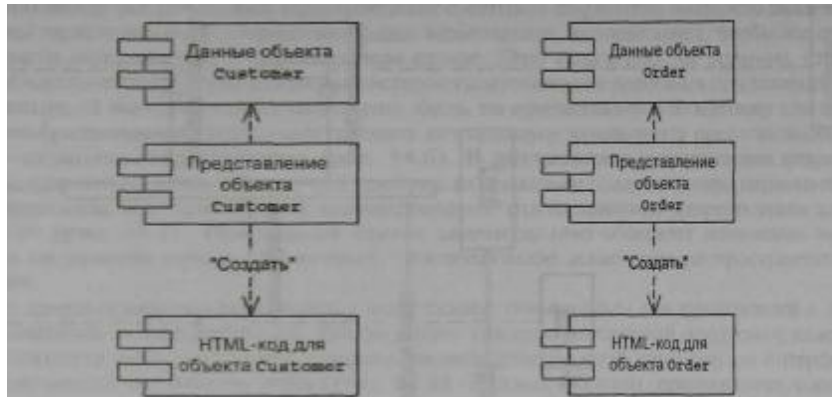 Данные объекта
Customer
Представление
объекта
Customer
"Создать"
HTML-код для
объекта Customer
Данные объекта
Order
Представление
объекта
Order
"Создать"
HTML-код для
объекта Order